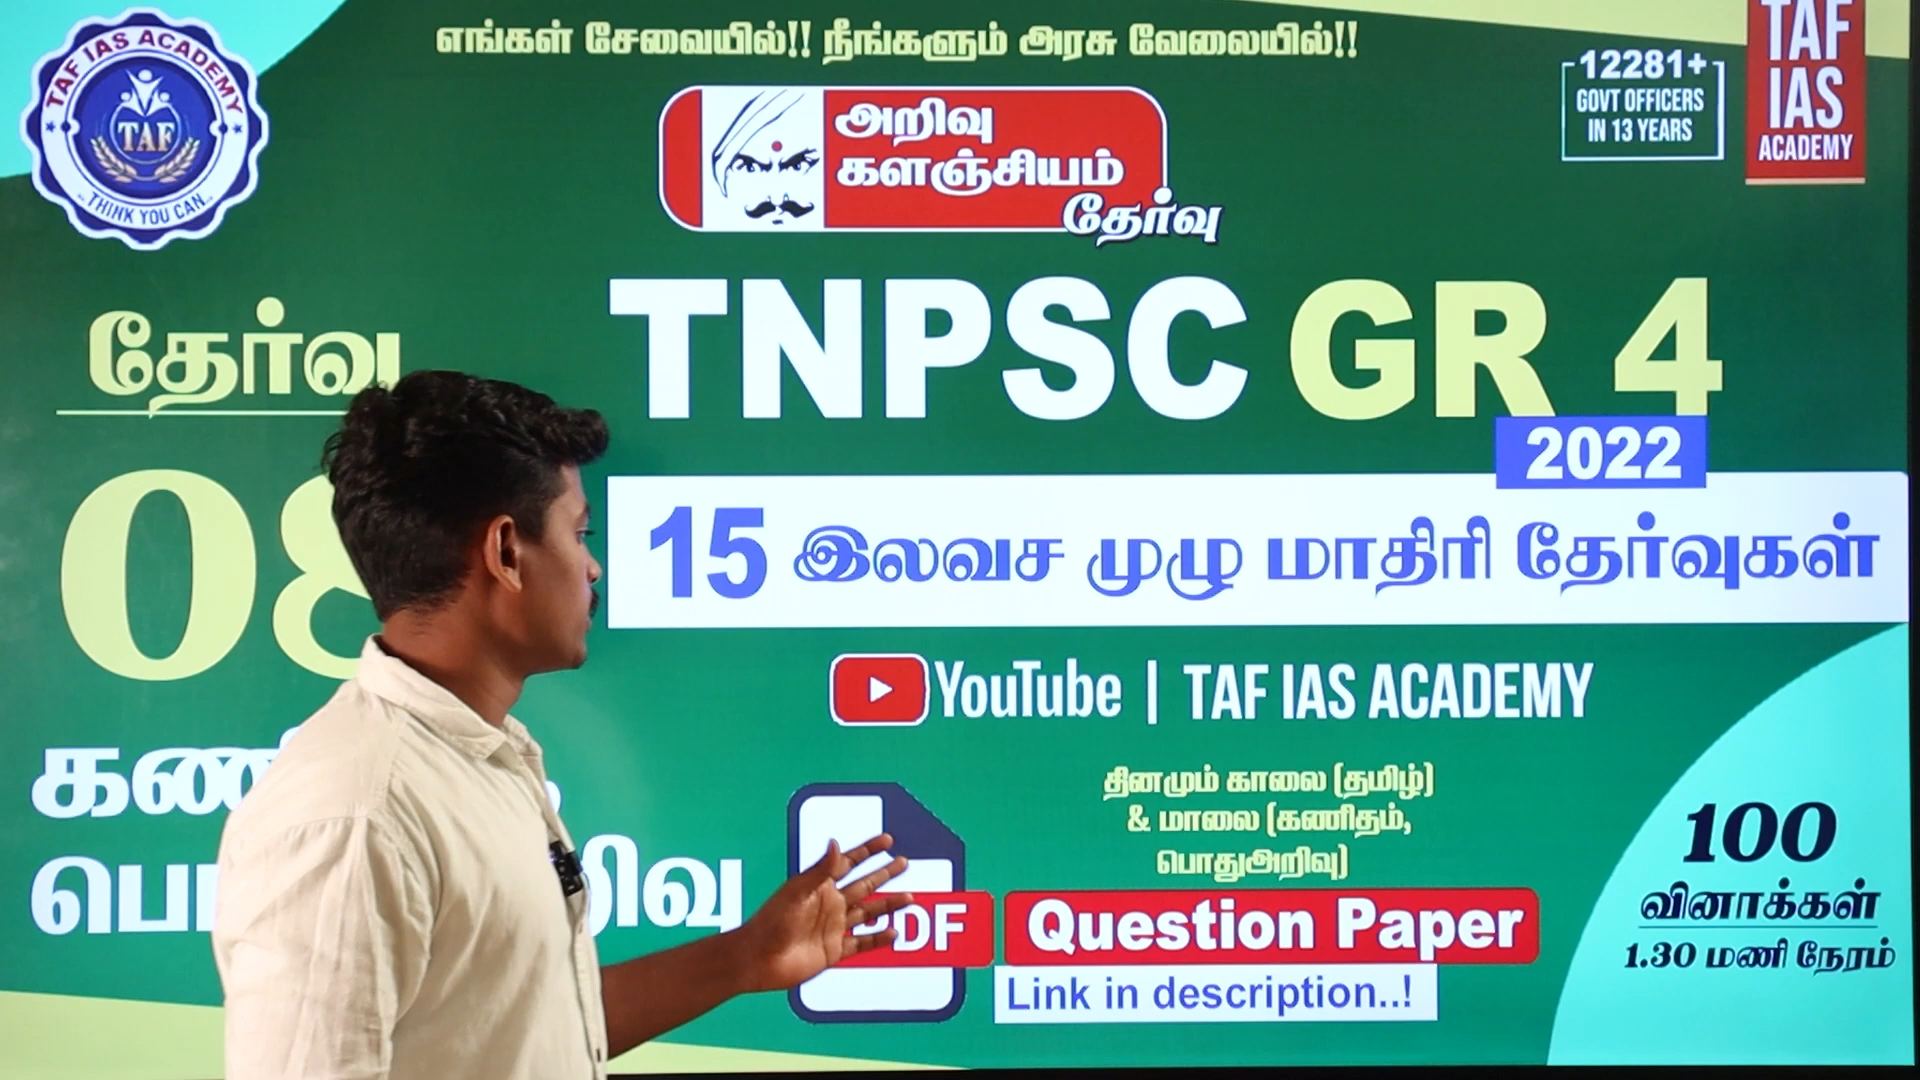 எங்கள் சேவையில்!! நீங்களும் அரசு வேலையில்!!
TAF IAS ACADEMY
TAF
...THINK YOU CAN...
12281+
GOVT OFFICERS
IN 13 YEARS
TAF
IAS
ACADEMY
அறிவு
களஞ்சியம்
தேர்வு
தேர்வு
08
TNPSC GR 4
2022
15 இலவச முழு மாதிரி தேர்வுகள்
YouTube | TAF IAS ACADEMY
தினமும் காலை (தமிழ்)
& மாலை (கணிதம்,
பொதுஅறிவு)
PDF
Question Paper
Link in description..!
100
வினாக்கள்
1.30 மணி நேரம்